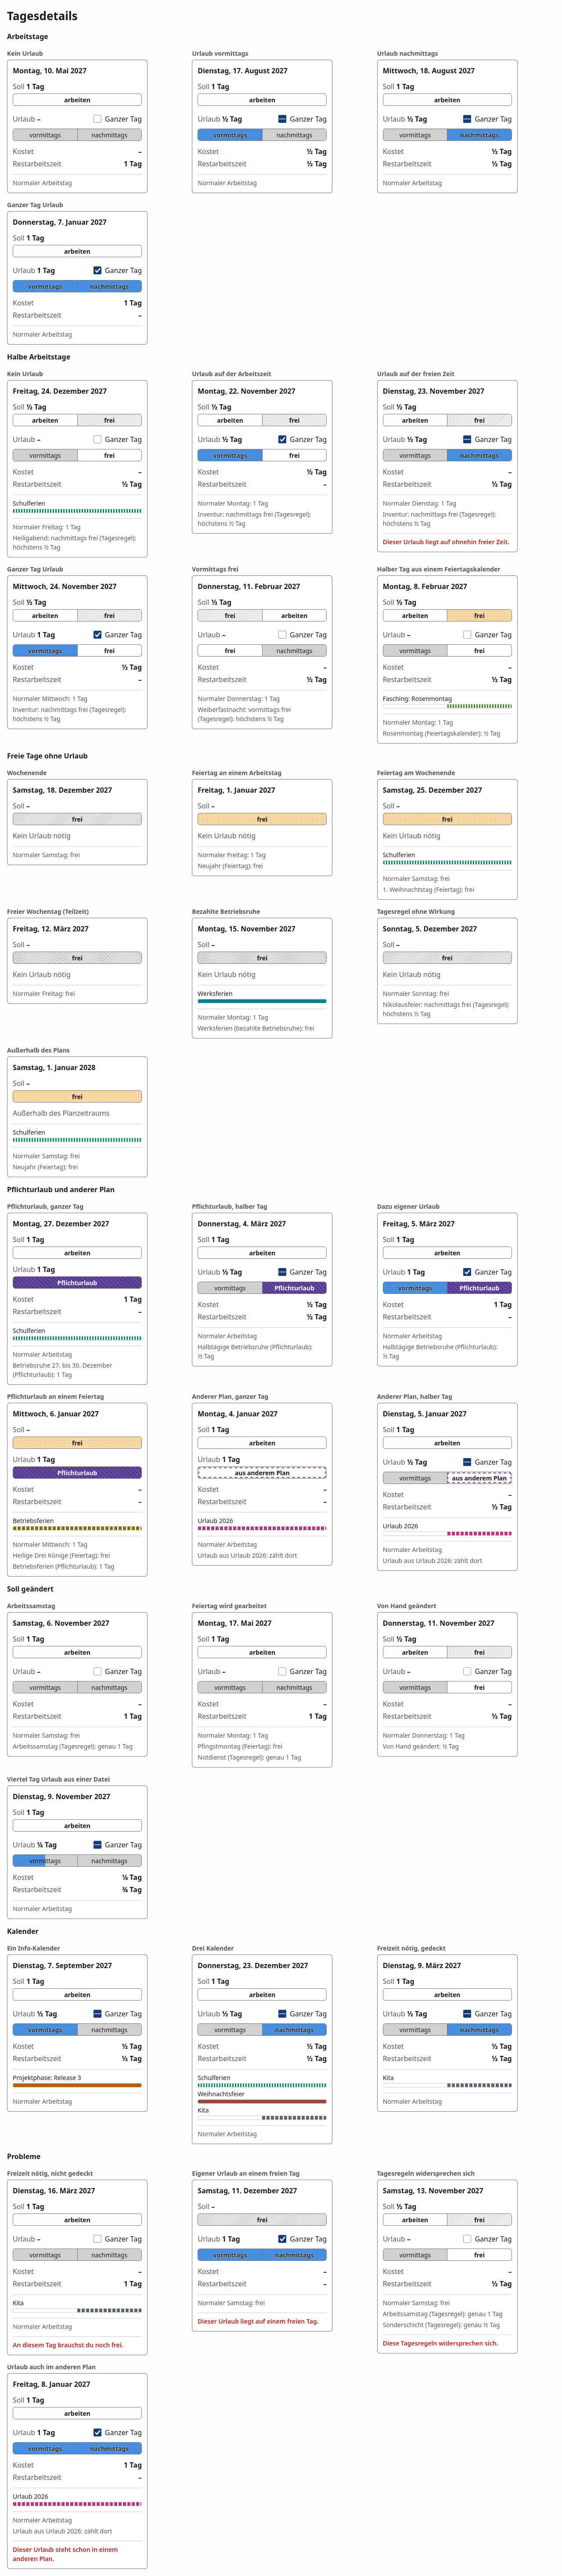 Tagesdetails
Arbeitstage
Kein Urlaub
Montag, 10. Mai 2027
Soll 1 Tag
arbeiten
Urlaub – Ganzer Tag
vormittags nachmittags
Kostet –
Restarbeitszeit 1 Tag
Normaler Arbeitstag
Urlaub vormittags
Dienstag, 17. August 2027
Soll 1 Tag
arbeiten
Urlaub ½ Tag Ganzer Tag
vormittags nachmittags
Kostet ½ Tag
Restarbeitszeit ½ Tag
Normaler Arbeitstag
Urlaub nachmittags
Mittwoch, 18. August 2027
Soll 1 Tag
arbeiten
Urlaub ½ Tag Ganzer Tag
vormittags nachmittags
Kostet ½ Tag
Restarbeitszeit ½ Tag
Normaler Arbeitstag
Ganzer Tag Urlaub
Donnerstag, 7. Januar 2027
Soll 1 Tag
arbeiten
Urlaub 1 Tag Ganzer Tag
vormittags nachmittags
Kostet 1 Tag
Restarbeitszeit –
Normaler Arbeitstag
Halbe Arbeitstage
Kein Urlaub
Freitag, 24. Dezember 2027
Soll ½ Tag
arbeiten frei
Urlaub – Ganzer Tag
vormittags frei
Kostet –
Restarbeitszeit ½ Tag
Schulferien
Normaler Freitag: 1 Tag
Heiligabend: nachmittags frei (Tagesregel):
höchstens ½ Tag
Urlaub auf der Arbeitszeit
Montag, 22. November 2027
Soll ½ Tag
arbeiten frei
Urlaub ½ Tag Ganzer Tag
vormittags frei
Kostet ½ Tag
Restarbeitszeit –
Normaler Montag: 1 Tag
Inventur: nachmittags frei (Tagesregel):
höchstens ½ Tag
Urlaub auf der freien Zeit
Dienstag, 23. November 2027
Soll ½ Tag
arbeiten frei
Urlaub ½ Tag Ganzer Tag
vormittags nachmittags
Kostet –
Restarbeitszeit ½ Tag
Normaler Dienstag: 1 Tag
Inventur: nachmittags frei (Tagesregel):
höchstens ½ Tag
Dieser Urlaub liegt auf ohnehin freier Zeit.
Ganzer Tag Urlaub
Mittwoch, 24. November 2027
Soll ½ Tag
arbeiten frei
Urlaub 1 Tag Ganzer Tag
vormittags frei
Kostet ½ Tag
Restarbeitszeit –
Normaler Mittwoch: 1 Tag
Inventur: nachmittags frei (Tagesregel):
höchstens ½ Tag
Vormittags frei
Donnerstag, 11. Februar 2027
Soll ½ Tag
frei arbeiten
Urlaub – Ganzer Tag
frei nachmittags
Kostet –
Restarbeitszeit ½ Tag
Normaler Donnerstag: 1 Tag
Weiberfastnacht: vormittags frei
(Tagesregel): höchstens ½ Tag
Halber Tag aus einem Feiertagskalender
Montag, 8. Februar 2027
Soll ½ Tag
arbeiten frei
Urlaub – Ganzer Tag
vormittags frei
Kostet –
Restarbeitszeit ½ Tag
Fasching: Rosenmontag
Normaler Montag: 1 Tag
Rosenmontag (Feiertagskalender): ½ Tag
Freie Tage ohne Urlaub
Wochenende
Samstag, 18. Dezember 2027
Soll –
frei
Kein Urlaub nötig
Normaler Samstag: frei
Feiertag an einem Arbeitstag
Freitag, 1. Januar 2027
Soll –
frei
Kein Urlaub nötig
Normaler Freitag: 1 Tag
Neujahr (Feiertag): frei
Feiertag am Wochenende
Samstag, 25. Dezember 2027
Soll –
frei
Kein Urlaub nötig
Schulferien
Normaler Samstag: frei
1. Weihnachtstag (Feiertag): frei
Freier Wochentag (Teilzeit)
Freitag, 12. März 2027
Soll –
frei
Kein Urlaub nötig
Normaler Freitag: frei
Bezahlte Betriebsruhe
Montag, 15. November 2027
Soll –
frei
Kein Urlaub nötig
Werksferien
Normaler Montag: 1 Tag
Werksferien (bezahlte Betriebsruhe): frei
Tagesregel ohne Wirkung
Sonntag, 5. Dezember 2027
Soll –
frei
Kein Urlaub nötig
Normaler Sonntag: frei
Nikolausfeier: nachmittags frei (Tagesregel):
höchstens ½ Tag
Außerhalb des Plans
Samstag, 1. Januar 2028
Soll –
frei
Außerhalb des Planzeitraums
Schulferien
Normaler Samstag: frei
Neujahr (Feiertag): frei
Pflichturlaub und anderer Plan
Pflichturlaub, ganzer Tag
Montag, 27. Dezember 2027
Soll 1 Tag
arbeiten
Urlaub 1 Tag
Pflichturlaub
Kostet 1 Tag
Restarbeitszeit –
Schulferien
Normaler Arbeitstag
Betriebsruhe 27. bis 30. Dezember
(Pflichturlaub): 1 Tag
Pflichturlaub, halber Tag
Donnerstag, 4. März 2027
Soll 1 Tag
arbeiten
Urlaub ½ Tag Ganzer Tag
vormittags Pflichturlaub
Kostet ½ Tag
Restarbeitszeit ½ Tag
Normaler Arbeitstag
Halbtägige Betriebsruhe (Pflichturlaub):
½ Tag
Dazu eigener Urlaub
Freitag, 5. März 2027
Soll 1 Tag
arbeiten
Urlaub 1 Tag Ganzer Tag
vormittags Pflichturlaub
Kostet 1 Tag
Restarbeitszeit –
Normaler Arbeitstag
Halbtägige Betriebsruhe (Pflichturlaub):
½ Tag
Pflichturlaub an einem Feiertag
Mittwoch, 6. Januar 2027
Soll –
frei
Urlaub 1 Tag
Pflichturlaub
Kostet –
Restarbeitszeit –
Betriebsferien
Normaler Mittwoch: 1 Tag
Heilige Drei Könige (Feiertag): frei
Betriebsferien (Pflichturlaub): 1 Tag
Anderer Plan, ganzer Tag
Montag, 4. Januar 2027
Soll 1 Tag
arbeiten
Urlaub 1 Tag
aus anderem Plan
Kostet –
Restarbeitszeit –
Urlaub 2026
Normaler Arbeitstag
Urlaub aus Urlaub 2026: zählt dort
Anderer Plan, halber Tag
Dienstag, 5. Januar 2027
Soll 1 Tag
arbeiten
Urlaub ½ Tag Ganzer Tag
vormittags aus anderem Plan
Kostet –
Restarbeitszeit ½ Tag
Urlaub 2026
Normaler Arbeitstag
Urlaub aus Urlaub 2026: zählt dort
Soll geändert
Arbeitssamstag
Samstag, 6. November 2027
Soll 1 Tag
arbeiten
Urlaub – Ganzer Tag
vormittags nachmittags
Kostet –
Restarbeitszeit 1 Tag
Normaler Samstag: frei
Arbeitssamstag (Tagesregel): genau 1 Tag
Feiertag wird gearbeitet
Montag, 17. Mai 2027
Soll 1 Tag
arbeiten
Urlaub – Ganzer Tag
vormittags nachmittags
Kostet –
Restarbeitszeit 1 Tag
Normaler Montag: 1 Tag
Pfingstmontag (Feiertag): frei
Notdienst (Tagesregel): genau 1 Tag
Von Hand geändert
Donnerstag, 11. November 2027
Soll ½ Tag
arbeiten frei
Urlaub – Ganzer Tag
vormittags frei
Kostet –
Restarbeitszeit ½ Tag
Normaler Donnerstag: 1 Tag
Von Hand geändert: ½ Tag
Viertel Tag Urlaub aus einer Datei
Dienstag, 9. November 2027
Soll 1 Tag
arbeiten
Urlaub ¼ Tag Ganzer Tag
vormittags nachmittags
Kostet ¼ Tag
Restarbeitszeit ¾ Tag
Normaler Arbeitstag
Kalender
Ein Info-Kalender
Dienstag, 7. September 2027
Soll 1 Tag
arbeiten
Urlaub ½ Tag Ganzer Tag
vormittags nachmittags
Kostet ½ Tag
Restarbeitszeit ½ Tag
Projektphase: Release 3
Normaler Arbeitstag
Drei Kalender
Donnerstag, 23. Dezember 2027
Soll 1 Tag
arbeiten
Urlaub ½ Tag Ganzer Tag
vormittags nachmittags
Kostet ½ Tag
Restarbeitszeit ½ Tag
Schulferien
Weihnachtsfeier
Kita
Normaler Arbeitstag
Freizeit nötig, gedeckt
Dienstag, 9. März 2027
Soll 1 Tag
arbeiten
Urlaub ½ Tag Ganzer Tag
vormittags nachmittags
Kostet ½ Tag
Restarbeitszeit ½ Tag
Kita
Normaler Arbeitstag
Probleme
Freizeit nötig, nicht gedeckt
Dienstag, 16. März 2027
Soll 1 Tag
arbeiten
Urlaub – Ganzer Tag
vormittags nachmittags
Kostet –
Restarbeitszeit 1 Tag
Kita
Normaler Arbeitstag
An diesem Tag brauchst du noch frei.
Eigener Urlaub an einem freien Tag
Samstag, 11. Dezember 2027
Soll –
frei
Urlaub 1 Tag Ganzer Tag
vormittags nachmittags
Kostet –
Restarbeitszeit –
Normaler Samstag: frei
Dieser Urlaub liegt auf einem freien Tag.
Tagesregeln widersprechen sich
Samstag, 13. November 2027
Soll ½ Tag
arbeiten frei
Urlaub – Ganzer Tag
vormittags frei
Kostet –
Restarbeitszeit ½ Tag
Normaler Samstag: frei
Arbeitssamstag (Tagesregel): genau 1 Tag
Sonderschicht (Tagesregel): genau ½ Tag
Diese Tagesregeln widersprechen sich.
Urlaub auch im anderen Plan
Freitag, 8. Januar 2027
Soll 1 Tag
arbeiten
Urlaub 1 Tag Ganzer Tag
vormittags nachmittags
Kostet 1 Tag
Restarbeitszeit –
Urlaub 2026
Normaler Arbeitstag
Urlaub aus Urlaub 2026: zählt dort
Dieser Urlaub steht schon in einem
anderen Plan.